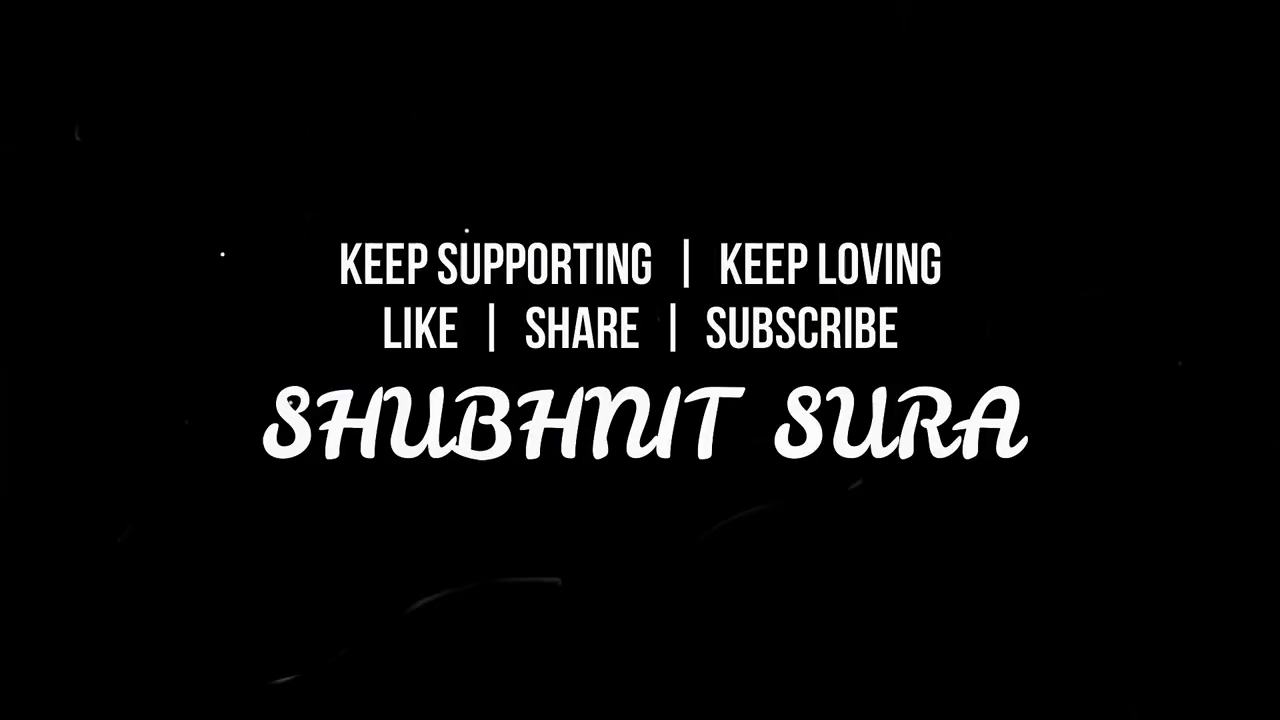 KEEP SUPPORTING | KEEP LOVING
LIKE | SHARE | SUBSCRIBE
SHUBHNIT SURA